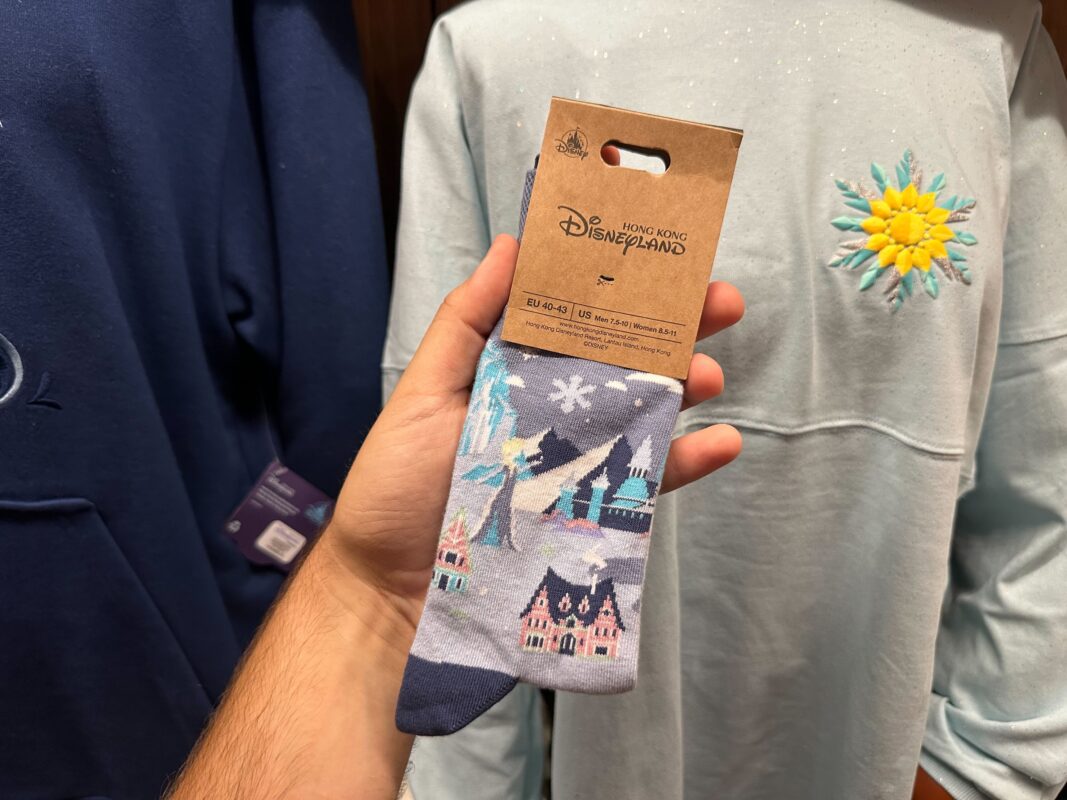 Disney
HONG KONG
Disneyland
EU 40-43 | US Men 7.5-10 | Women 8.5-11
www.hongkongdisneyland.com
Hong Kong Disneyland Resort, Lantau Island, Hong Kong
©DISNEY